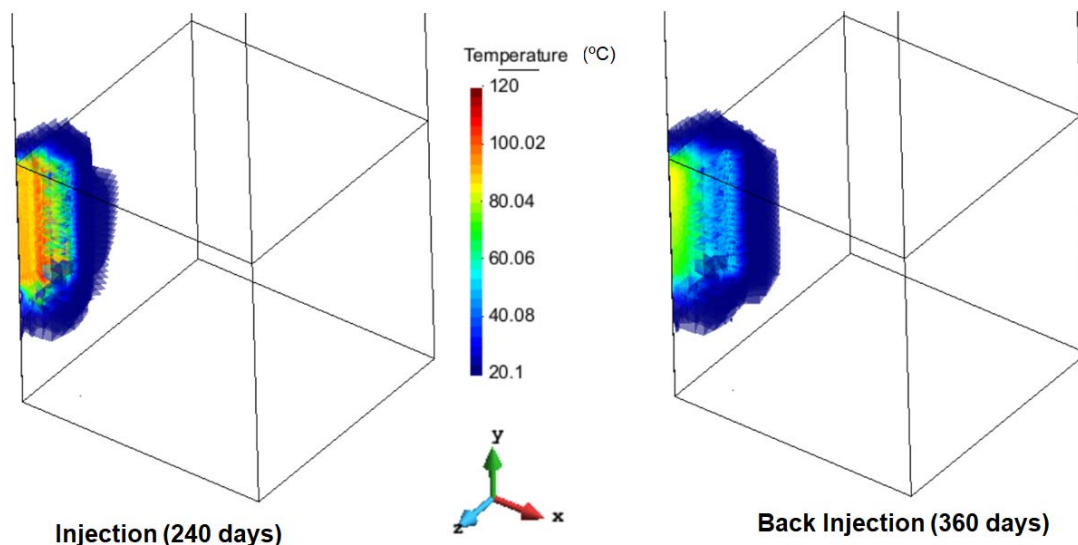 Temperature (°C)
120
100.02
80.04
60.06
40.08
20.1
y
z
x
Injection (240 days)
Back Injection (360 days)